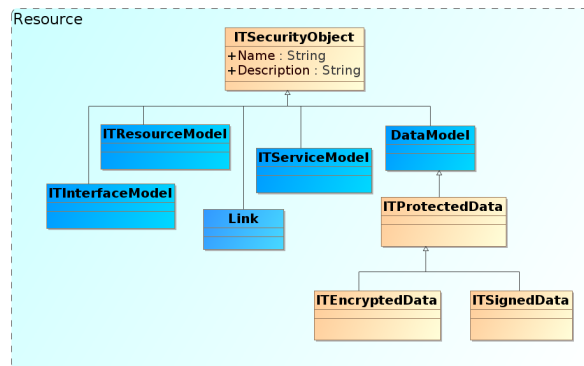 Resource
ITSecurityObject
+Name : String
+Description : String
ITResourceModel
ITServiceModel
DataModel
ITInterfaceModel
Link
ITProtectedData
ITEncryptedData
ITSignedData